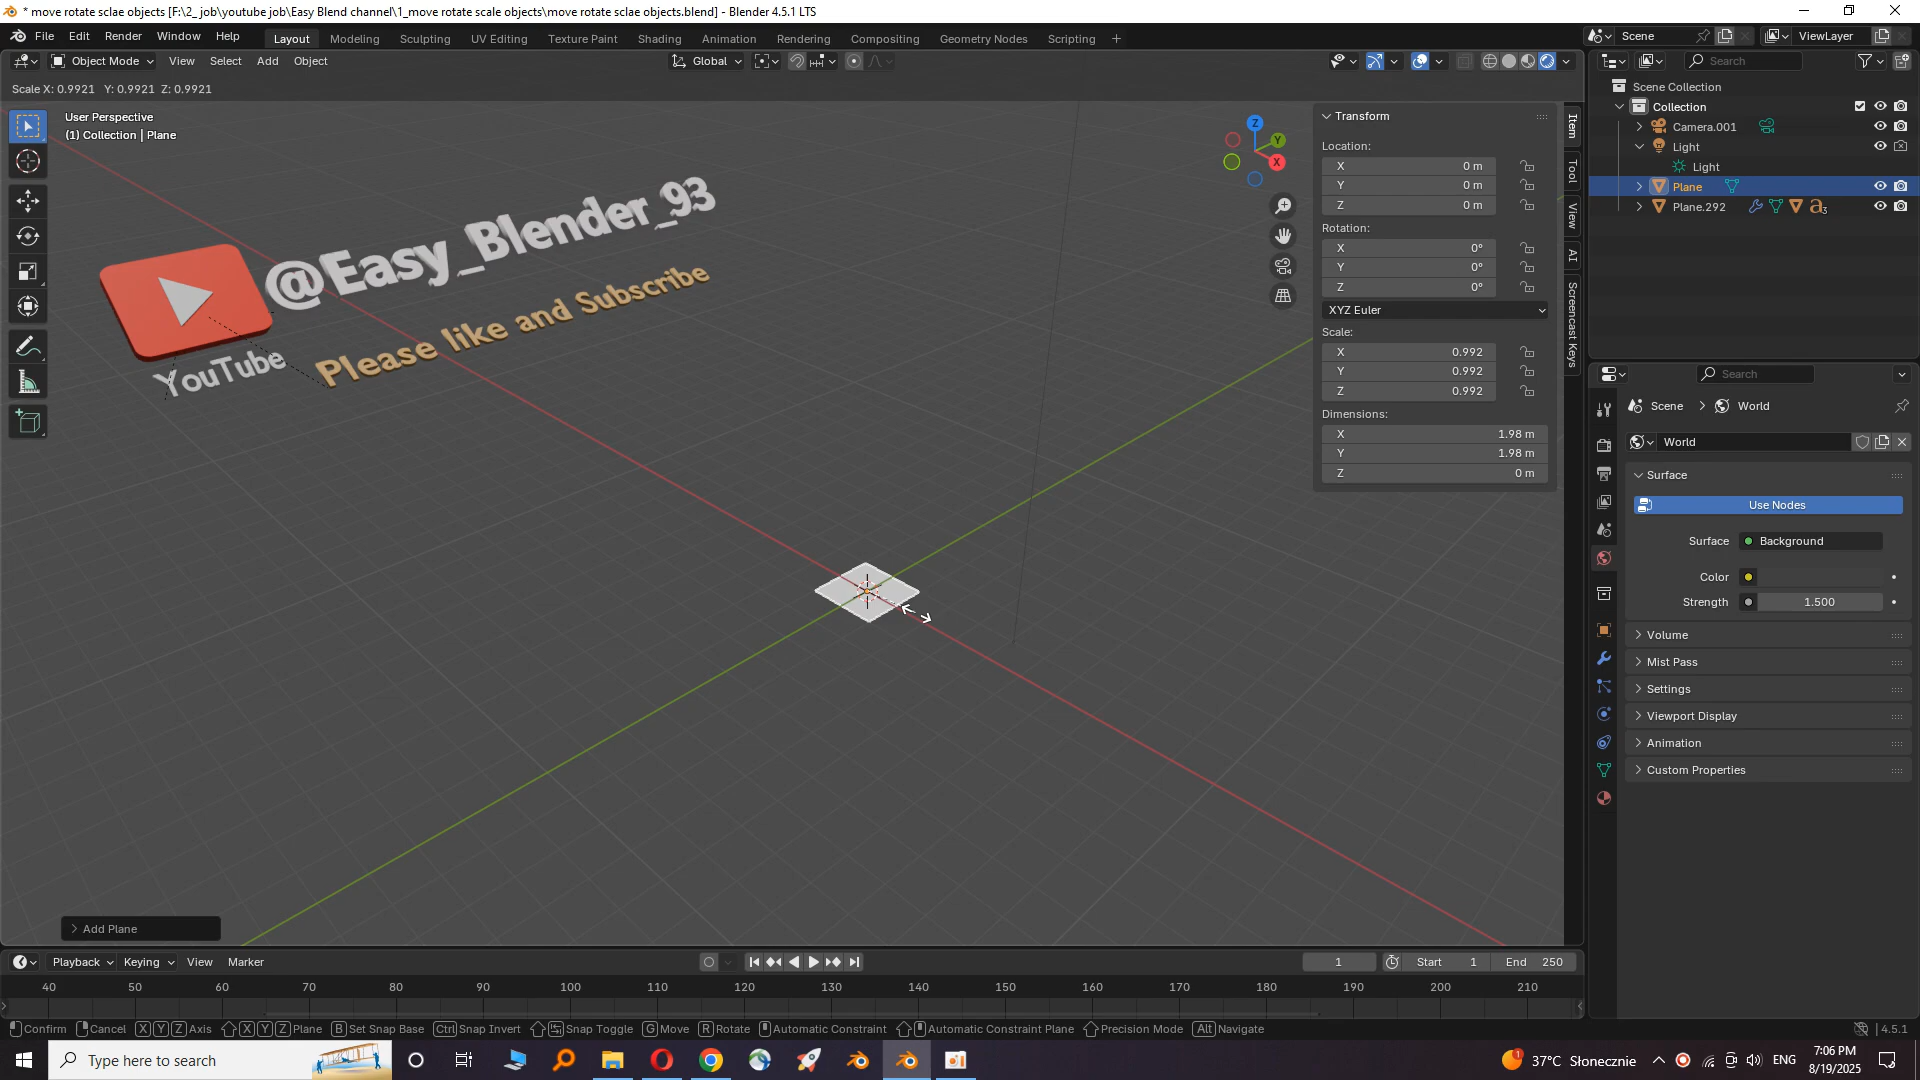 * move rotate sclae objects [F:\2_ job\youtube job\Easy Blend channel\1_move rotate scale objects\move rotate sclae objects.blend] - Blender 4.5.1 LTS
File Edit Render Window Help Layout Modeling Sculpting UV Editing Texture Paint Shading Animation Rendering Compositing Geometry Nodes Scripting + Scene ViewLayer
Object Mode View Select Add Object Global Search
Scale X: 0.9921 Y: 0.9921 Z: 0.9921
User Perspective
(1) Collection | Plane
@Easy_Blender_93
Please like and Subscribe
YouTube
Z
Y
X
Transform
Location:
X 0 m
Y 0 m
Z 0 m
Rotation:
X 0°
Y 0°
Z 0°
XYZ Euler
Scale:
X 0.992
Y 0.992
Z 0.992
Dimensions:
X 1.98 m
Y 1.98 m
Z 0 m
Item
Tool
View
AI
Screencast Keys
Scene Collection
Collection
Camera.001
Light
Light
Plane
Plane.292 3
Search
Scene > World
World
Surface
Use Nodes
Surface Background
Color
Strength 1.500
Volume
Mist Pass
Settings
Viewport Display
Animation
Custom Properties
Add Plane
Playback Keying View Marker 1 Start 1 End 250
40 50 60 70 80 90 100 110 120 130 140 150 160 170 180 190 200 210
Confirm Cancel X Y Z Axis X Y Z Plane B Set Snap Base Ctrl Snap Invert Snap Toggle G Move R Rotate Automatic Constraint Automatic Constraint Plane Precision Mode Alt Navigate 4.5.1
Type here to search 1 37°C Słonecznie ENG 7:06 PM
8/19/2025